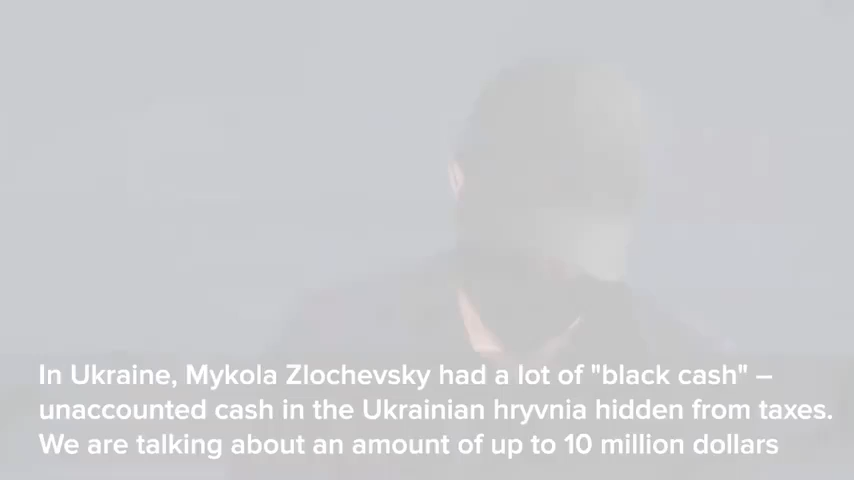 In Ukraine, Mykola Zlochevsky had a lot of "black cash" –
unaccounted cash in the Ukrainian hryvnia hidden from taxes.
We are talking about an amount of up to 10 million dollars